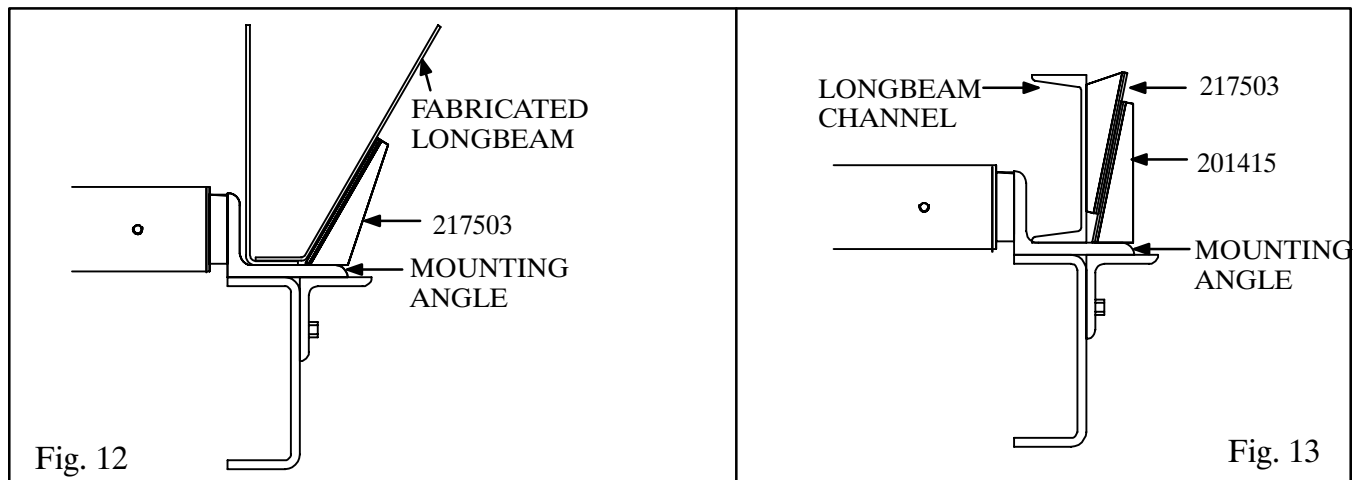 FABRICATED
LONGBEAM
217503
MOUNTING
ANGLE
Fig. 12
LONGBEAM
CHANNEL
217503
201415
MOUNTING
ANGLE
Fig. 13